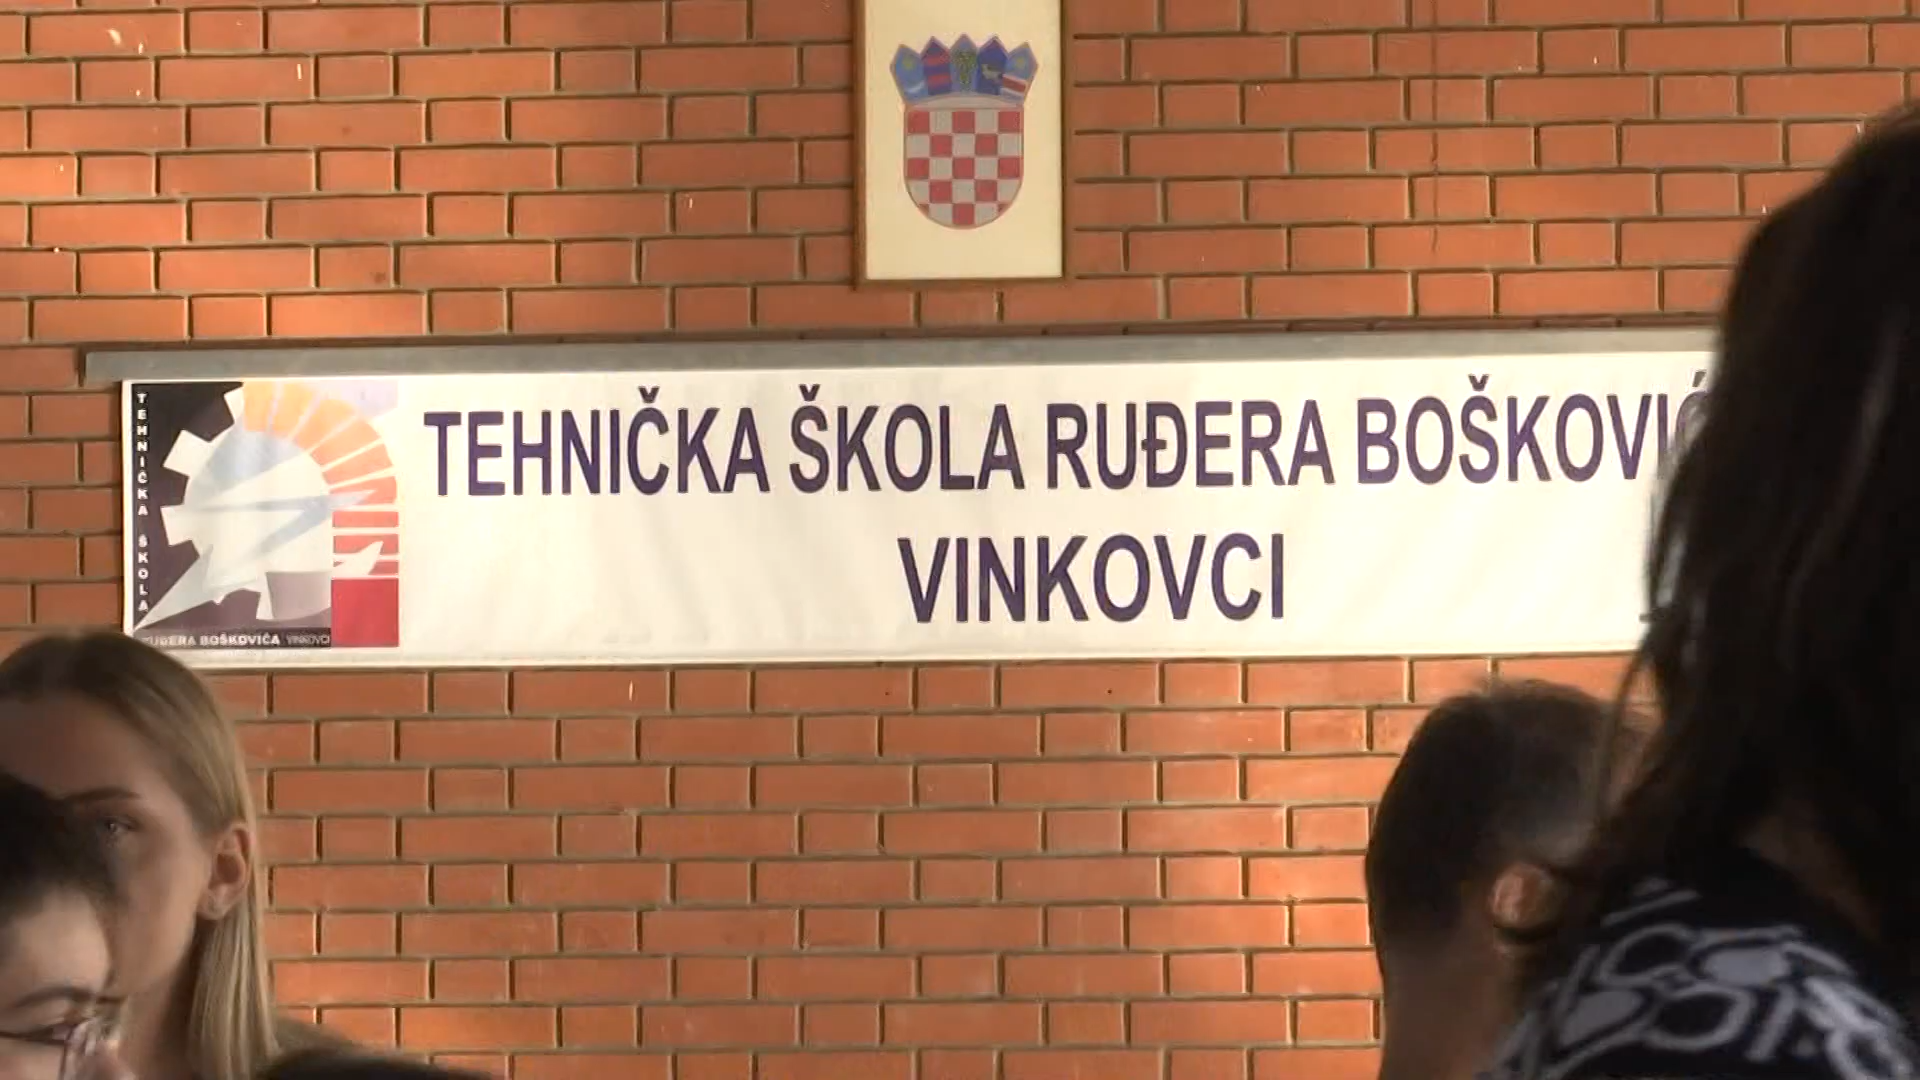 TEHNIČKA ŠKOLA RUĐERA BOŠKOVIĆ
VINKOVCI
TEHNIČKA ŠKOLA
RUĐERA BOŠKOVIĆA VINKOVCI